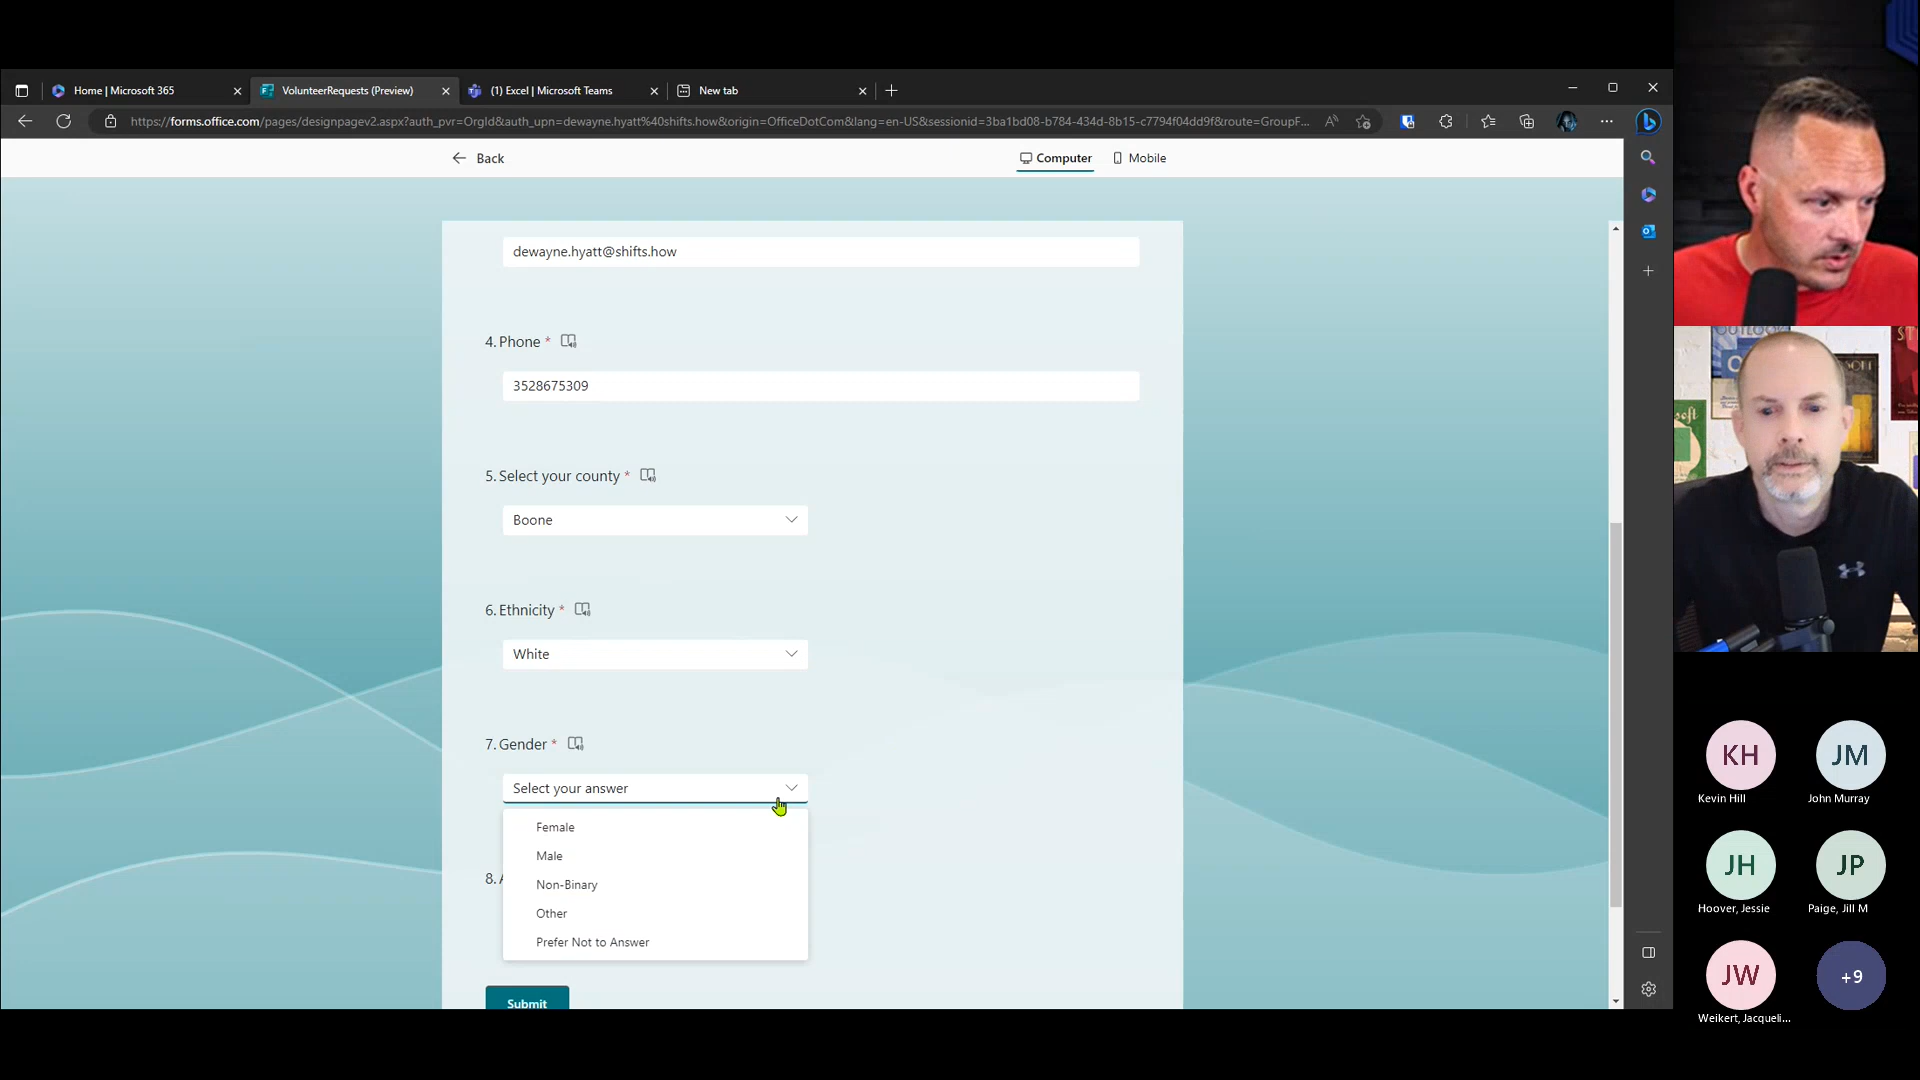 Home | Microsoft 365
VolunteerRequests (Preview)
(1) Excel | Microsoft Teams
New tab
https://forms.office.com/pages/designpagev2.aspx?auth_pvr=OrgId&auth_upn=dewayne.hyatt%40shifts.how&origin=OfficeDotCom&lang=en-US&sessionid=3ba1bd08-b784-434d-8b15-c7794f04dd9f&route=GroupF...
Back
Computer
Mobile
dewayne.hyatt@shifts.how
4. Phone *
3528675309
5. Select your county *
Boone
6. Ethnicity *
White
7. Gender *
Select your answer
Female
Male
Non-Binary
Other
Prefer Not to Answer
8.
Submit
KH
Kevin Hill
JM
John Murray
JH
Hoover, Jessie
JP
Paige, Jill M
JW
Weikert, Jacqueli...
+9